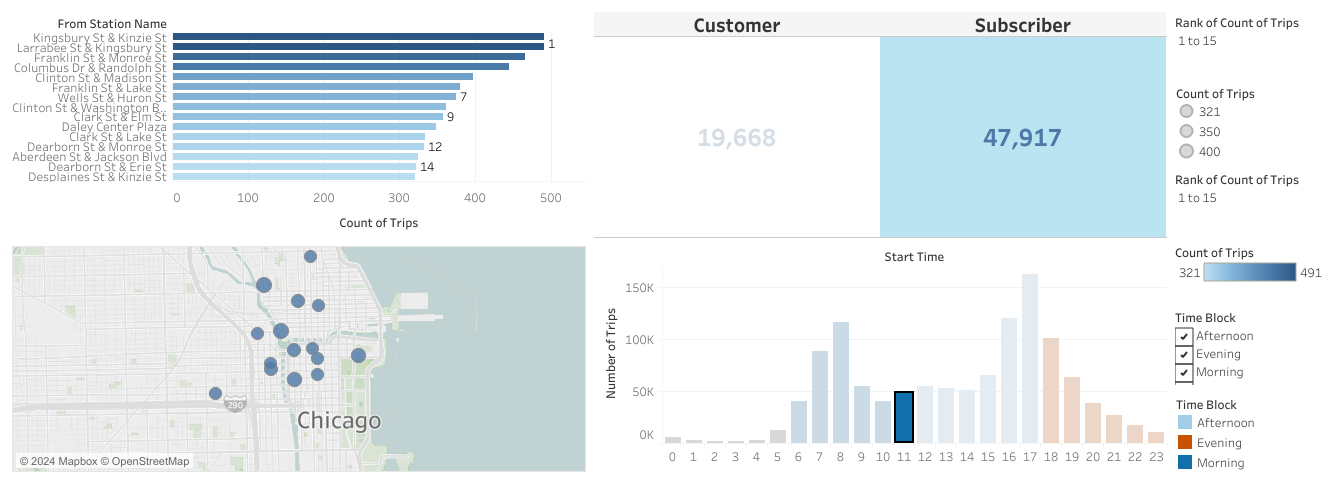 From Station Name
Kingsbury St & Kinzie St
Larrabee St & Kingsbury St
1
Franklin St & Monroe St
Columbus Dr & Randolph St
Clinton St & Madison St
Franklin St & Lake St
Wells St & Huron St
7
Clinton St & Washington B..
Clark St & Elm St
9
Daley Center Plaza
Clark St & Lake St
Dearborn St & Monroe St
12
Aberdeen St & Jackson Blvd
Dearborn St & Erie St
14
Desplaines St & Kinzie St
0 100 200 300 400 500
Count of Trips
Customer Subscriber
19,668 47,917
Rank of Count of Trips
1 to 15
Count of Trips
321
350
400
Rank of Count of Trips
1 to 15
290
Chicago
© 2024 Mapbox © OpenStreetMap
Start Time
Number of Trips
150K
100K
50K
0K
0 1 2 3 4 5 6 7 8 9 10 11 12 13 14 15 16 17 18 19 20 21 22 23
Count of Trips
321 491
Time Block
Afternoon
Evening
Morning
Time Block
Afternoon
Evening
Morning